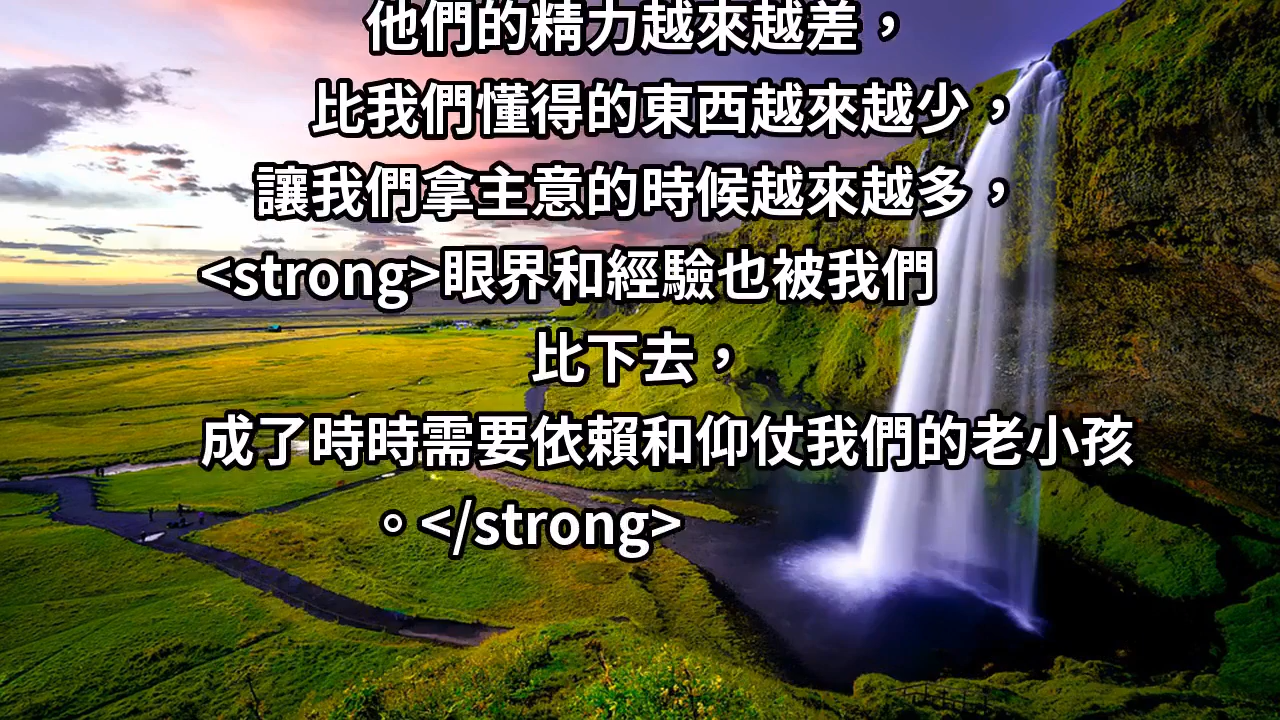 他們的精力越來越差，
比我們懂得的東西越來越少，
讓我們拿主意的時候越來越多，
<strong>眼界和經驗也被我們
比下去，
成了時時需要依賴和仰仗我們的老小孩
。</strong>